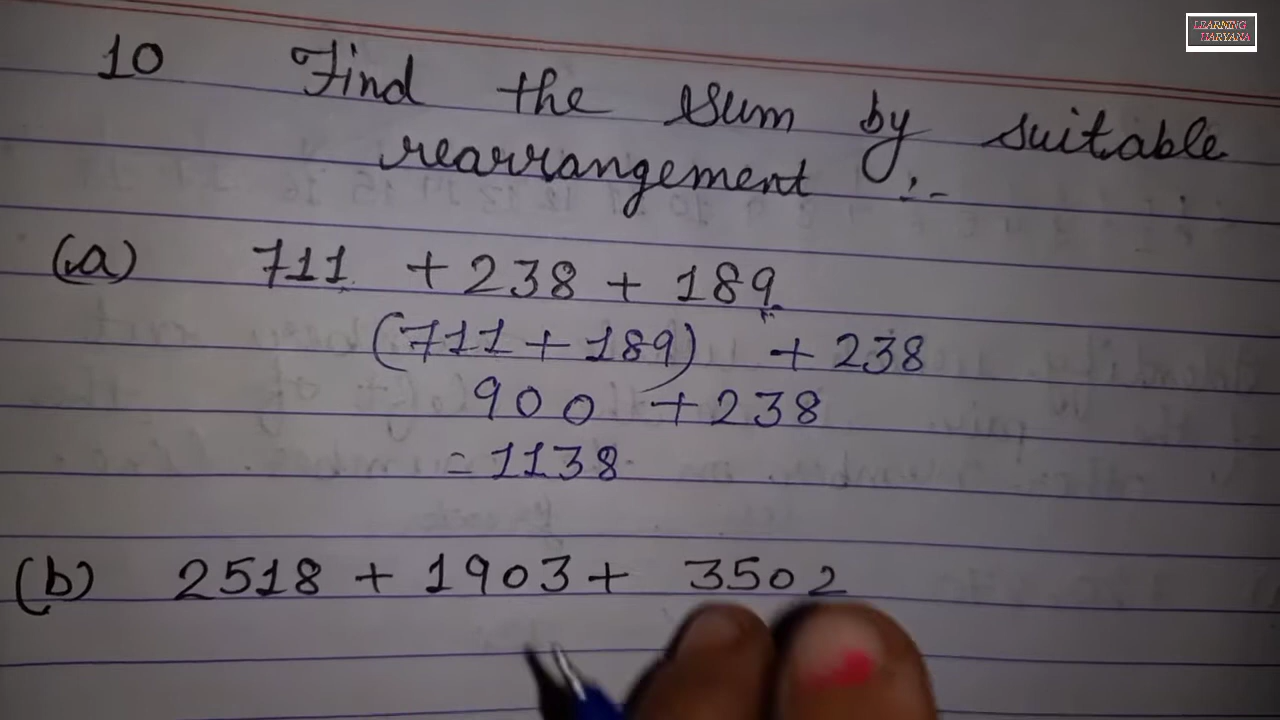 LEARNING
HARYANA
10 Find the sum by suitable
rearrangement :-
(a) 711 + 238 + 189
(711 + 189) + 238
900 + 238
= 1138
(b) 2518 + 1903 + 3502